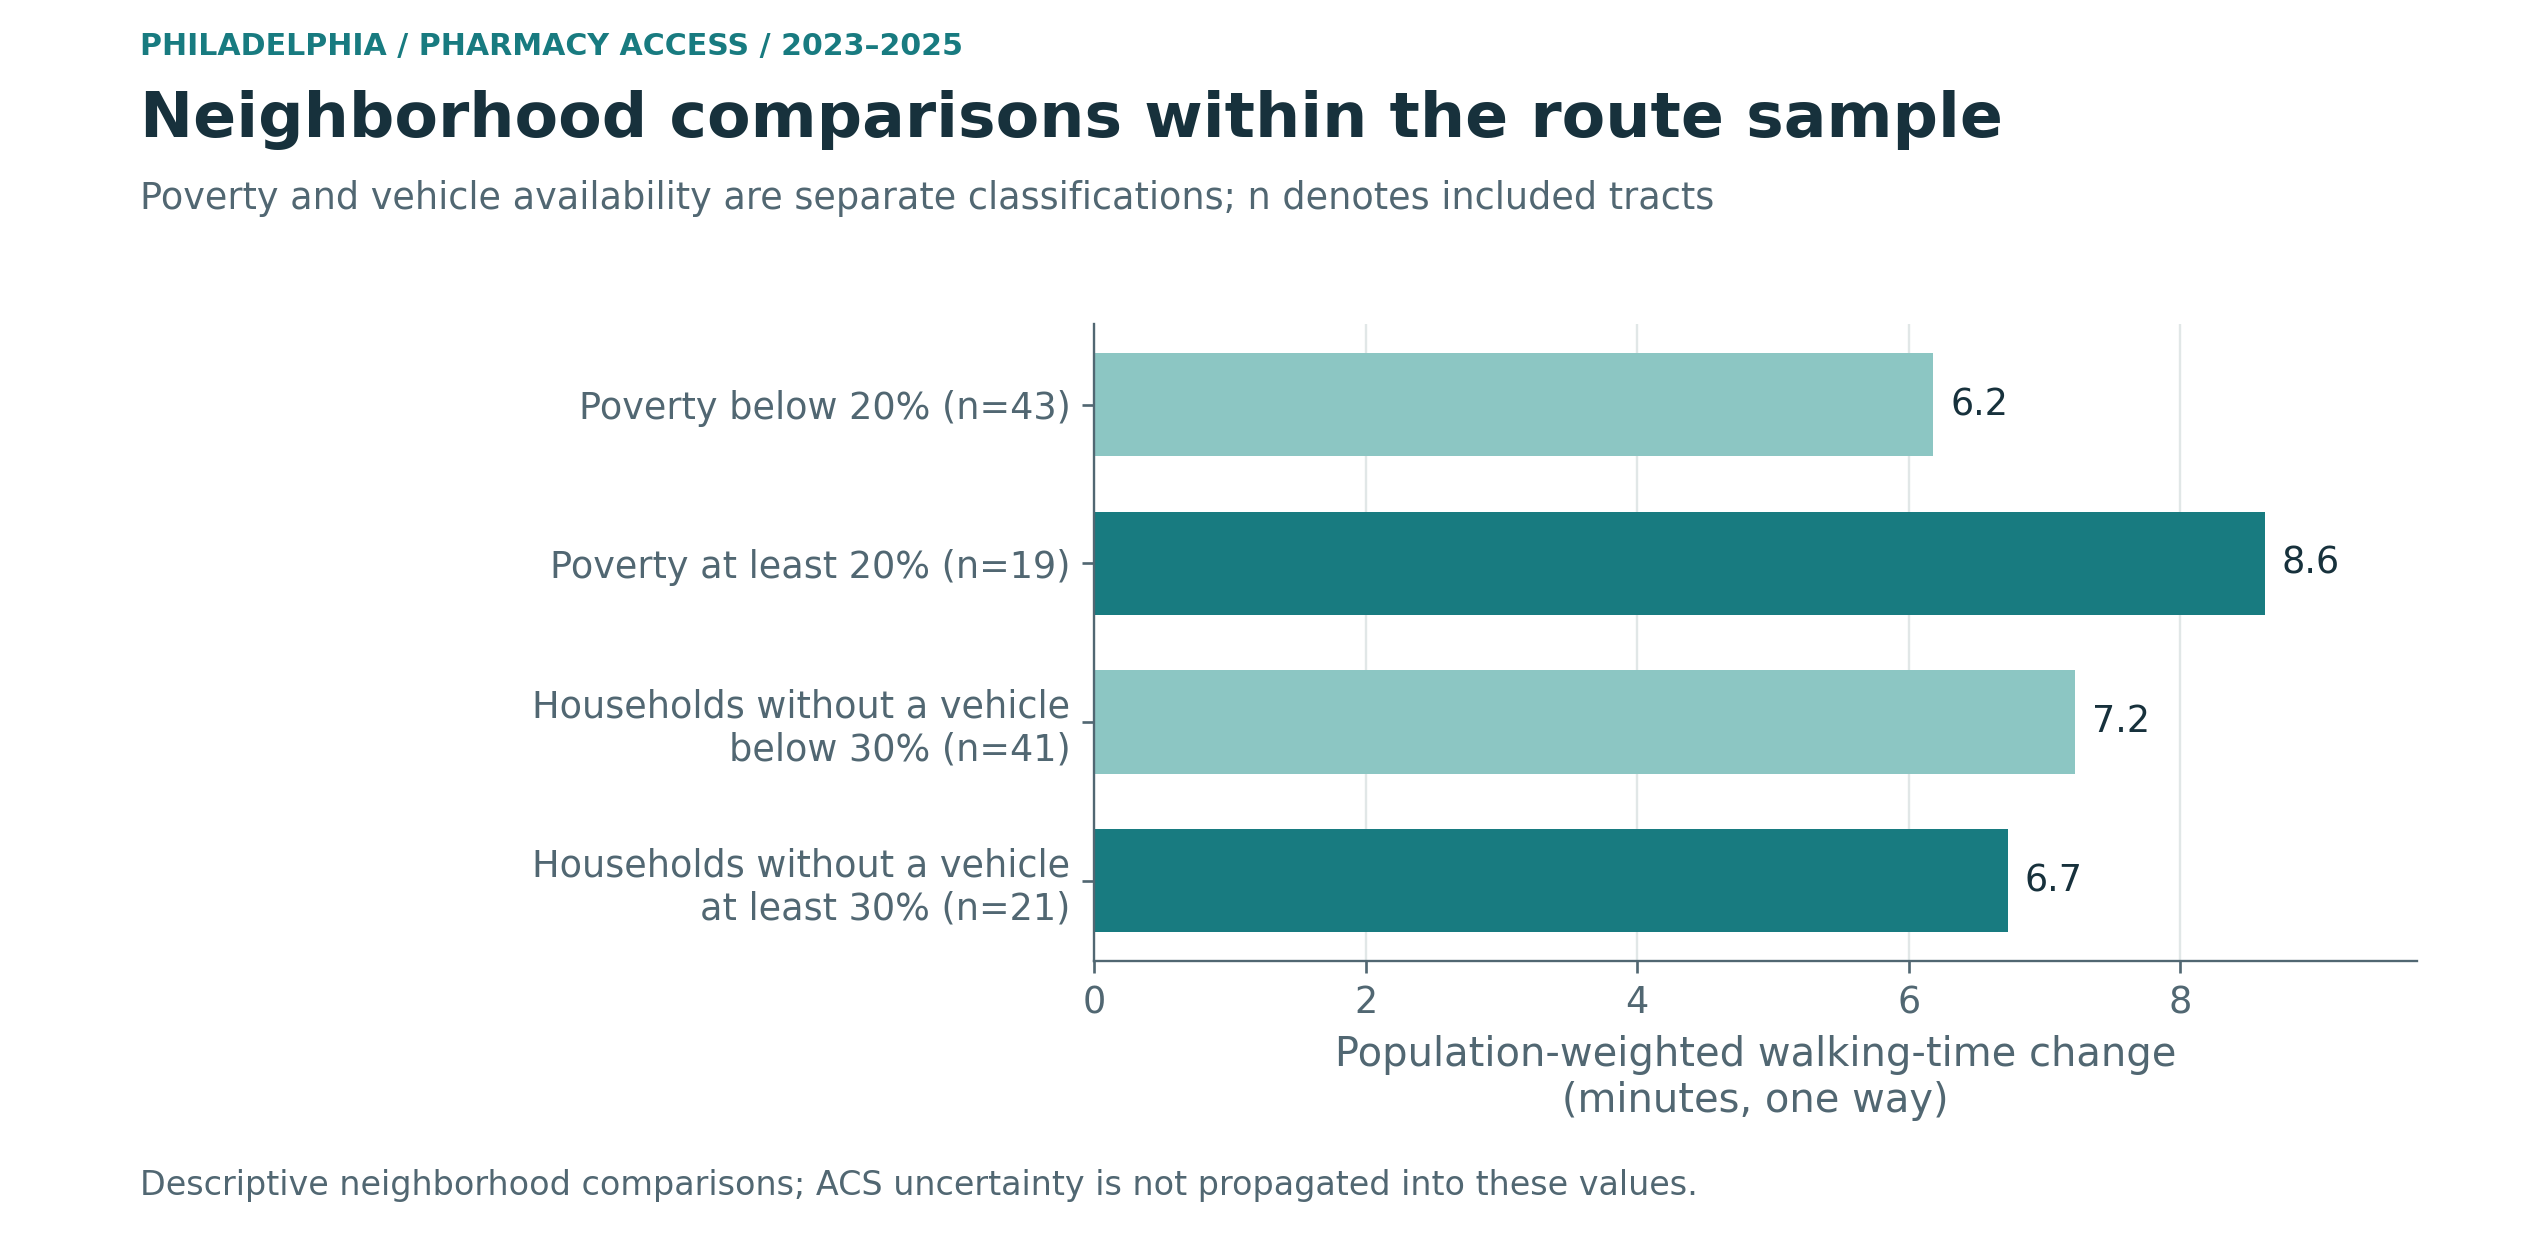 PHILADELPHIA / PHARMACY ACCESS / 2023–2025
Neighborhood comparisons within the route sample
Poverty and vehicle availability are separate classifications; n denotes included tracts
Poverty below 20% (n=43)
6.2
Poverty at least 20% (n=19)
8.6
Households without a vehicle
below 30% (n=41)
7.2
Households without a vehicle
at least 30% (n=21)
6.7
0 2 4 6 8
Population-weighted walking-time change
(minutes, one way)
Descriptive neighborhood comparisons; ACS uncertainty is not propagated into these values.